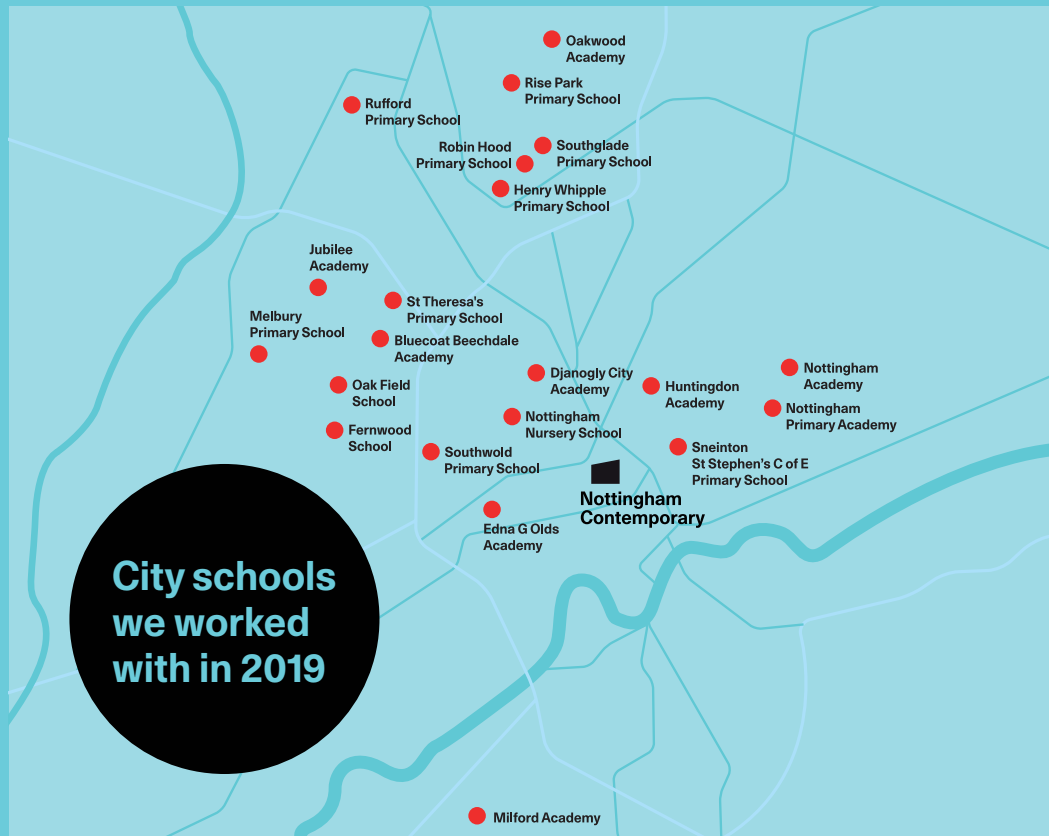 Oakwood
Academy
Rise Park
Primary School
Rufford
Primary School
Robin Hood
Primary School
Southglade
Primary School
Henry Whipple
Primary School
Jubilee
Academy
St Theresa's
Primary School
Melbury
Primary School
Bluecoat Beechdale
Academy
Oak Field
School
Djanogly City
Academy
Huntingdon
Academy
Nottingham
Academy
Nottingham
Primary Academy
Nottingham
Nursery School
Fernwood
School
Southwold
Primary School
Sneinton
St Stephen's C of E
Primary School
Nottingham
Contemporary
Edna G Olds
Academy
City schools
we worked
with in 2019
Milford Academy